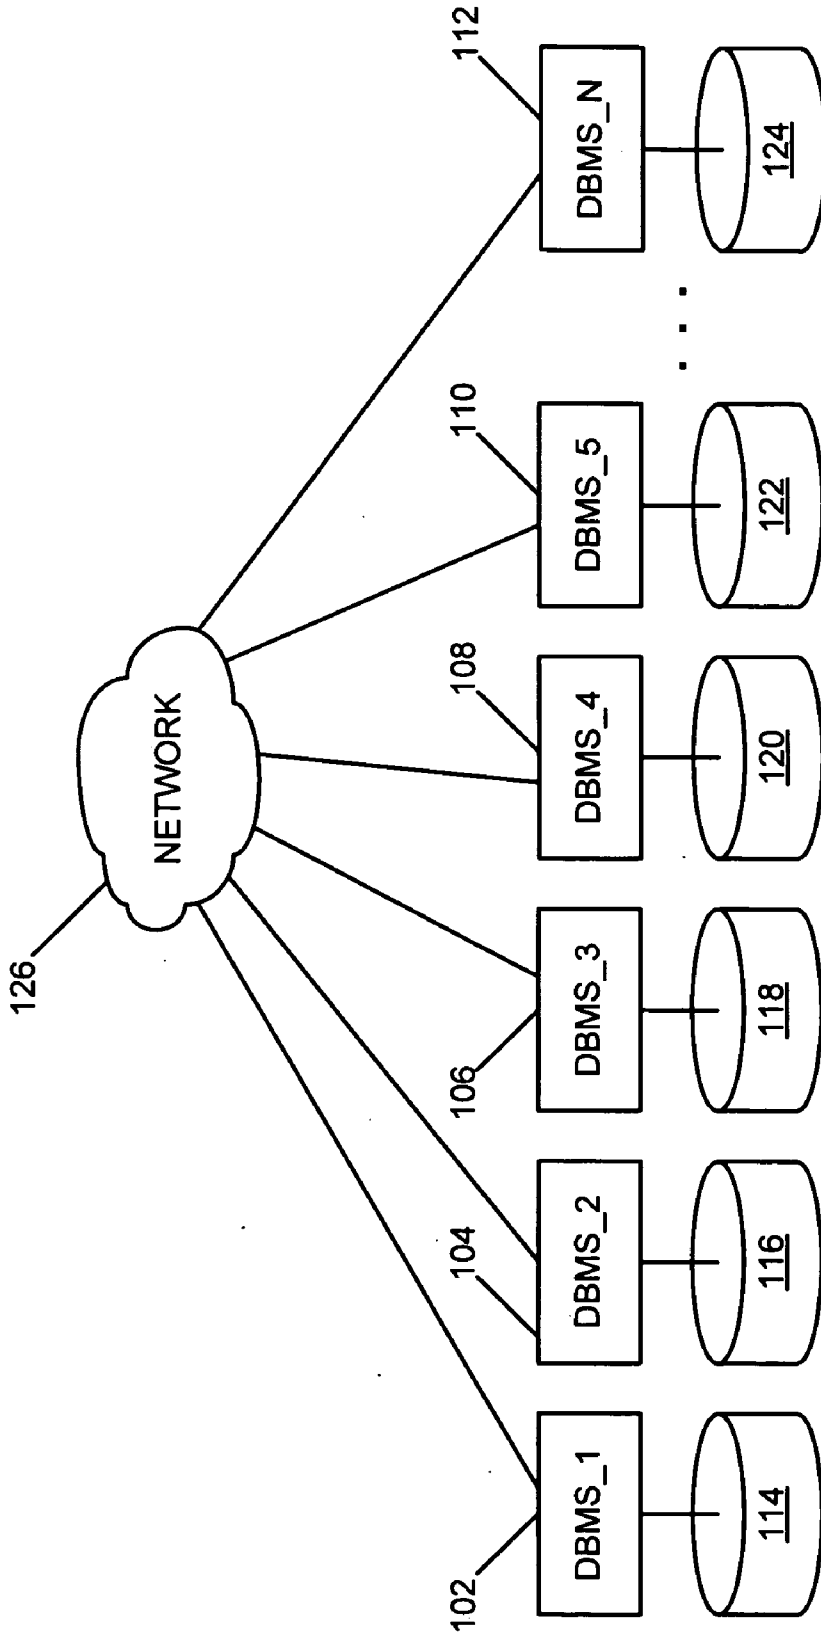 126
NETWORK
102
104
106
108
110
112
DBMS_1
DBMS_2
DBMS_3
DBMS_4
DBMS_5
DBMS_N
. . .
114
116
118
120
122
124